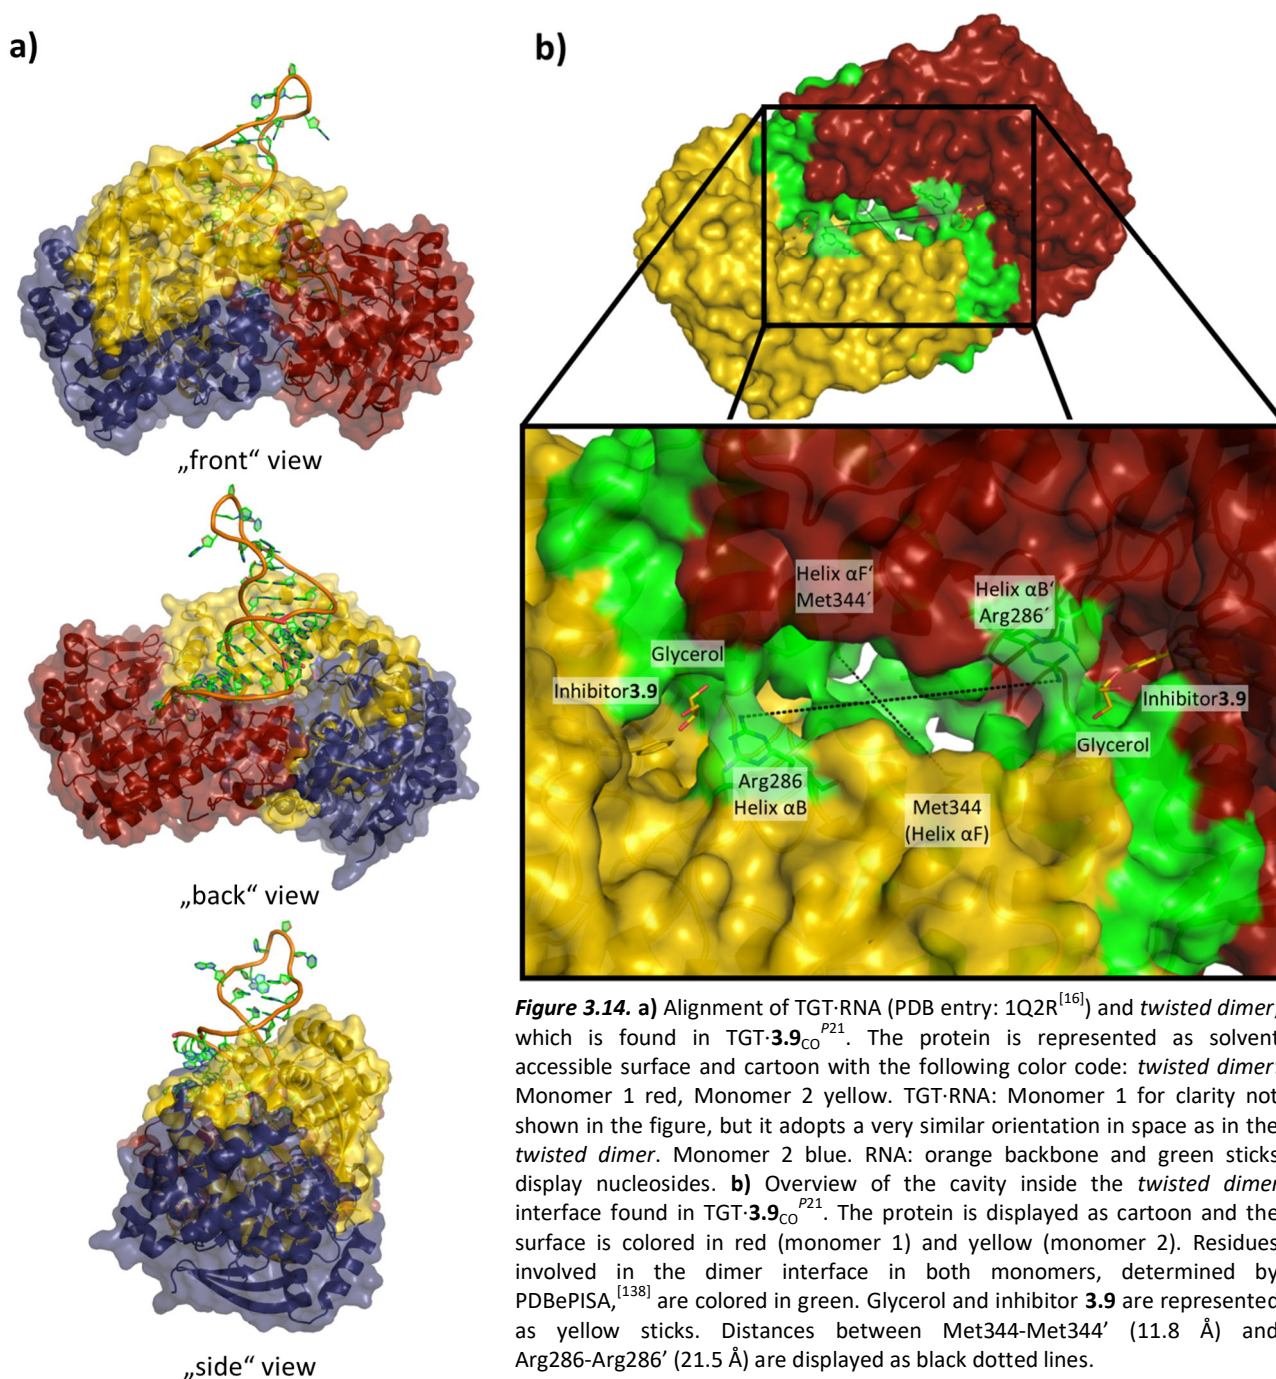 a)
„front“ view
„back“ view
„side“ view
b)
Helix αF‘
Met344´
Helix αB‘
Arg286´
Glycerol
Inhibitor3.9
Inhibitor3.9
Glycerol
Arg286
Helix αB
Met344
(Helix αF)
Figure 3.14. a) Alignment of TGT·RNA (PDB entry: 1Q2R[16]) and twisted dimer,
which is found in TGT·3.9CO P21. The protein is represented as solvent
accessible surface and cartoon with the following color code: twisted dimer:
Monomer 1 red, Monomer 2 yellow. TGT·RNA: Monomer 1 for clarity not
shown in the figure, but it adopts a very similar orientation in space as in the
twisted dimer. Monomer 2 blue. RNA: orange backbone and green sticks
display nucleosides. b) Overview of the cavity inside the twisted dimer
interface found in TGT·3.9CO P21. The protein is displayed as cartoon and the
surface is colored in red (monomer 1) and yellow (monomer 2). Residues
involved in the dimer interface in both monomers, determined by
PDBePISA,[138] are colored in green. Glycerol and inhibitor 3.9 are represented
as yellow sticks. Distances between Met344-Met344’ (11.8 Å) and
Arg286-Arg286’ (21.5 Å) are displayed as black dotted lines.